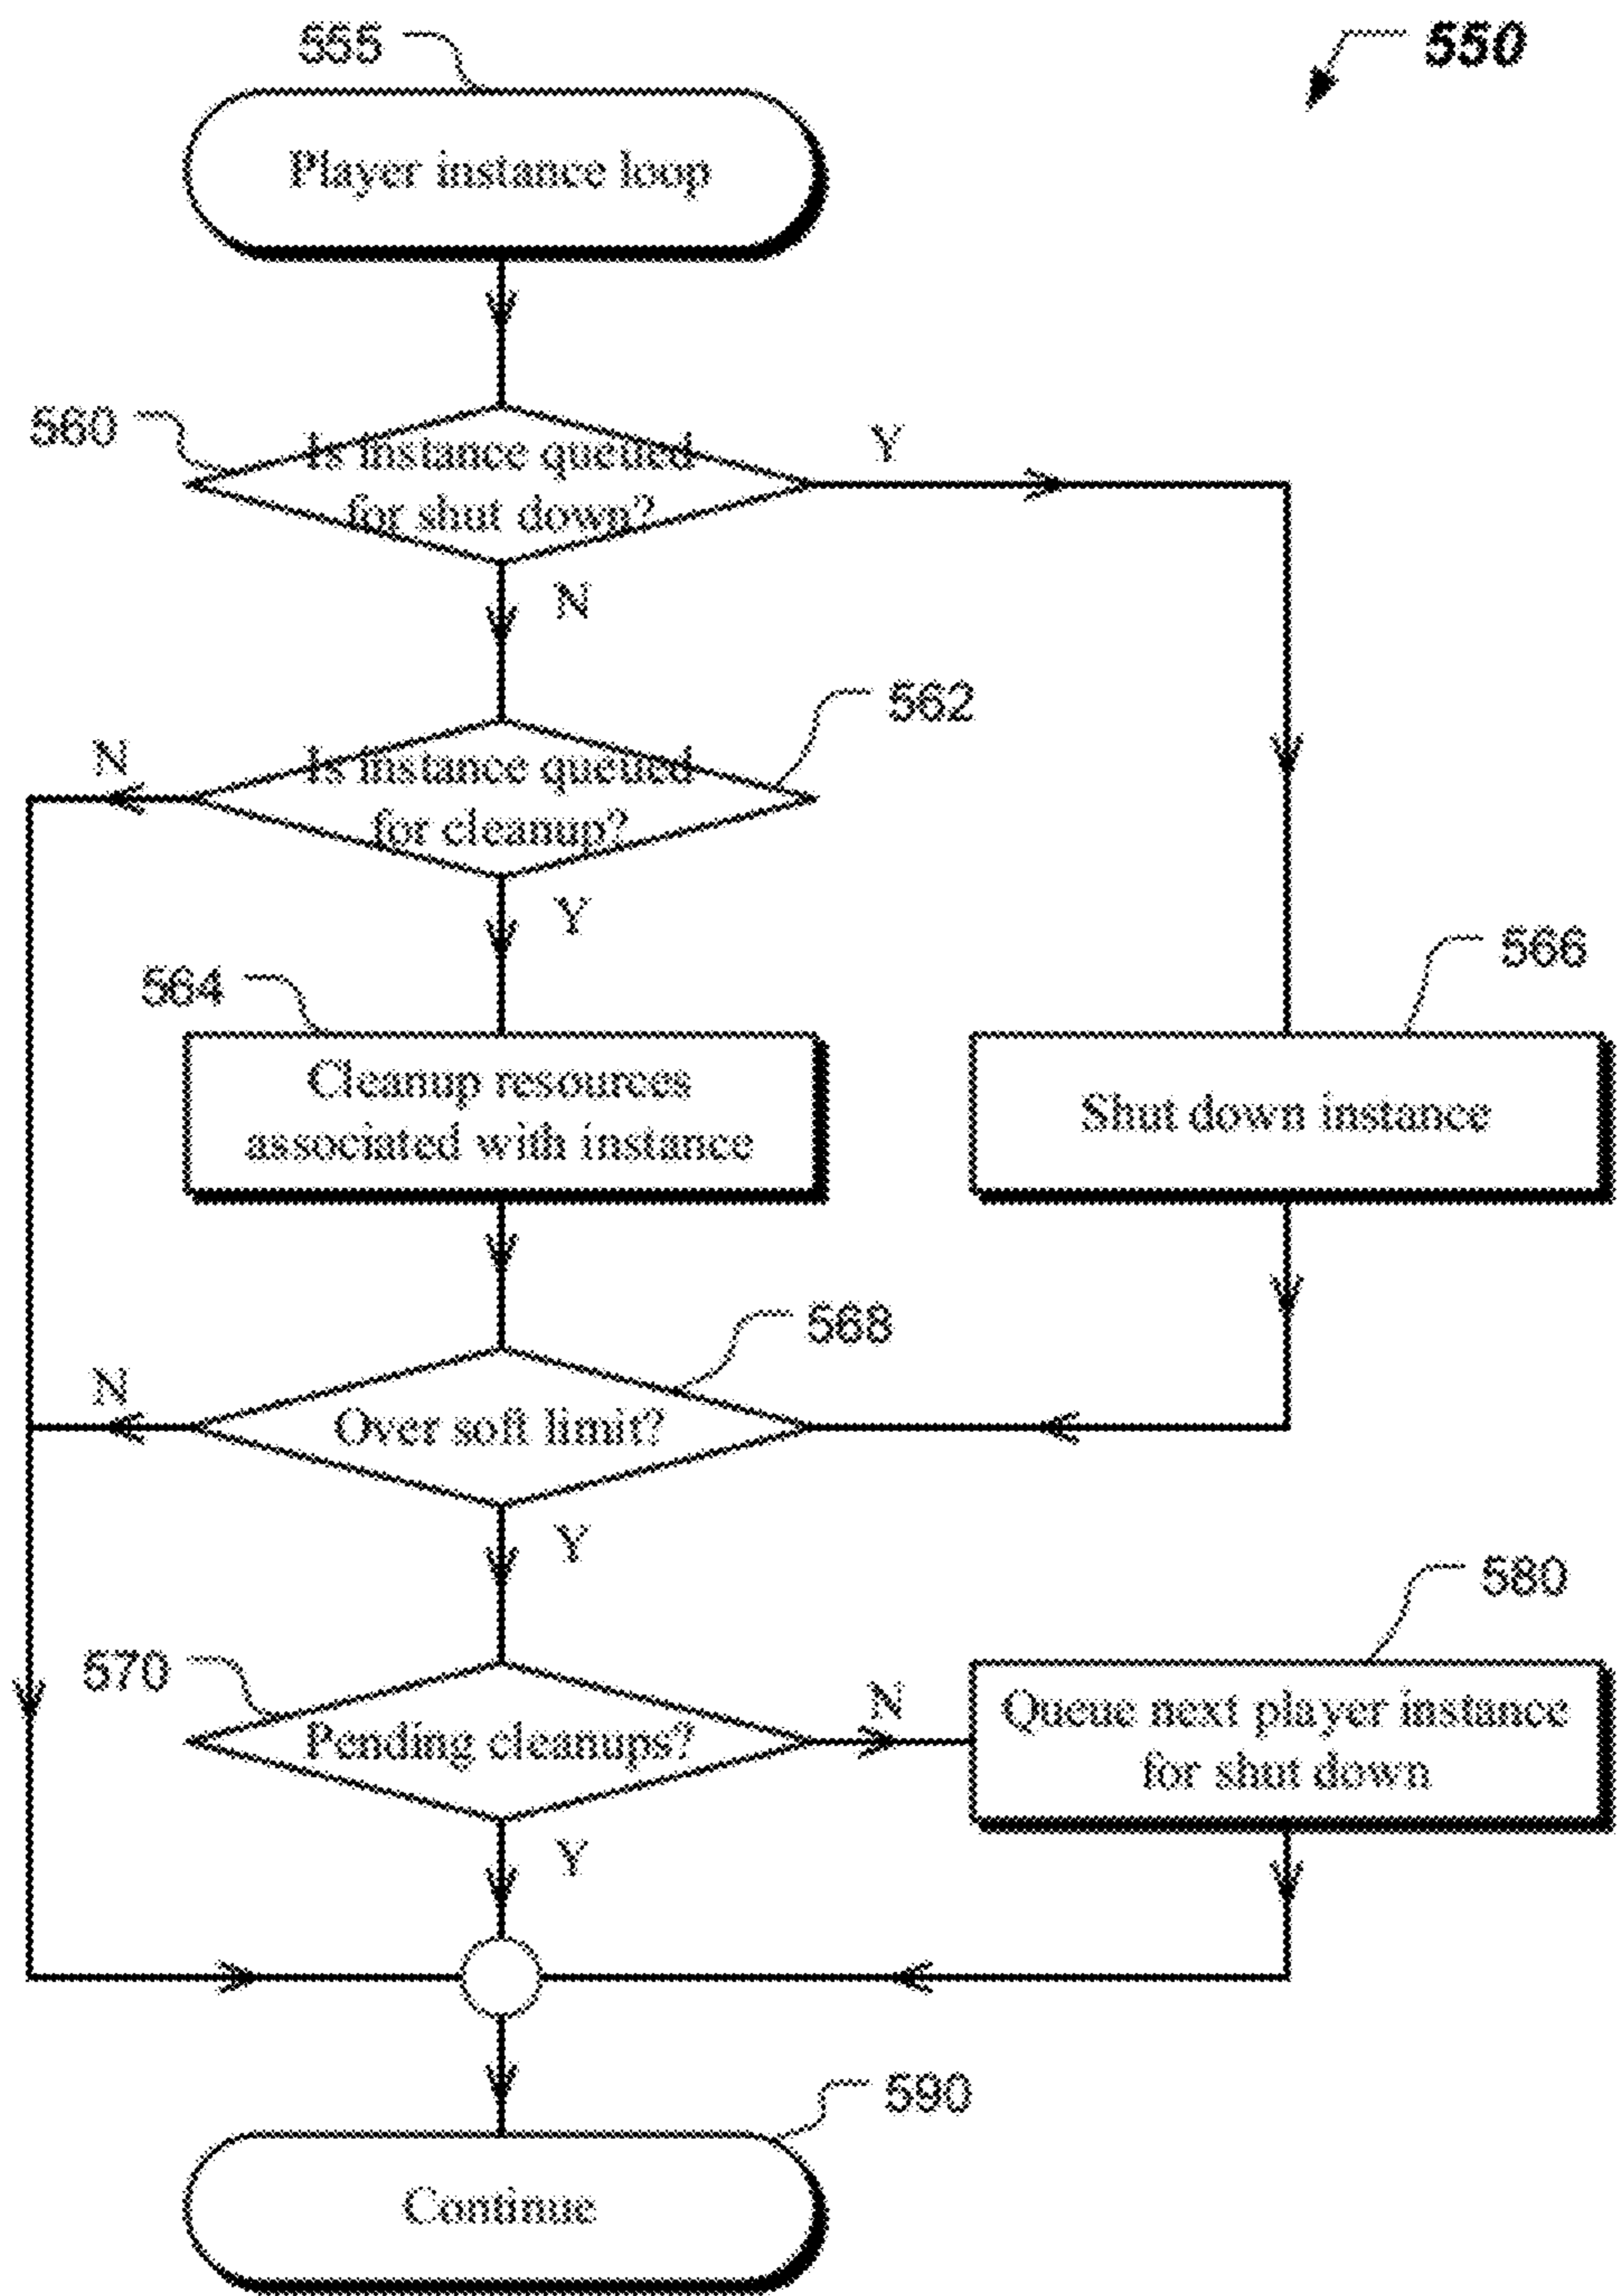 555
550
Player instance loop
560
Is instance queued
for shut down?
Y
N
562
N
Is instance queued
for cleanup?
Y
566
564
Cleanup resources
associated with instance
Shut down instance
568
N
Over soft limit?
Y
580
570
N
Queue next player instance
for shut down
Pending cleanups?
Y
590
Continue